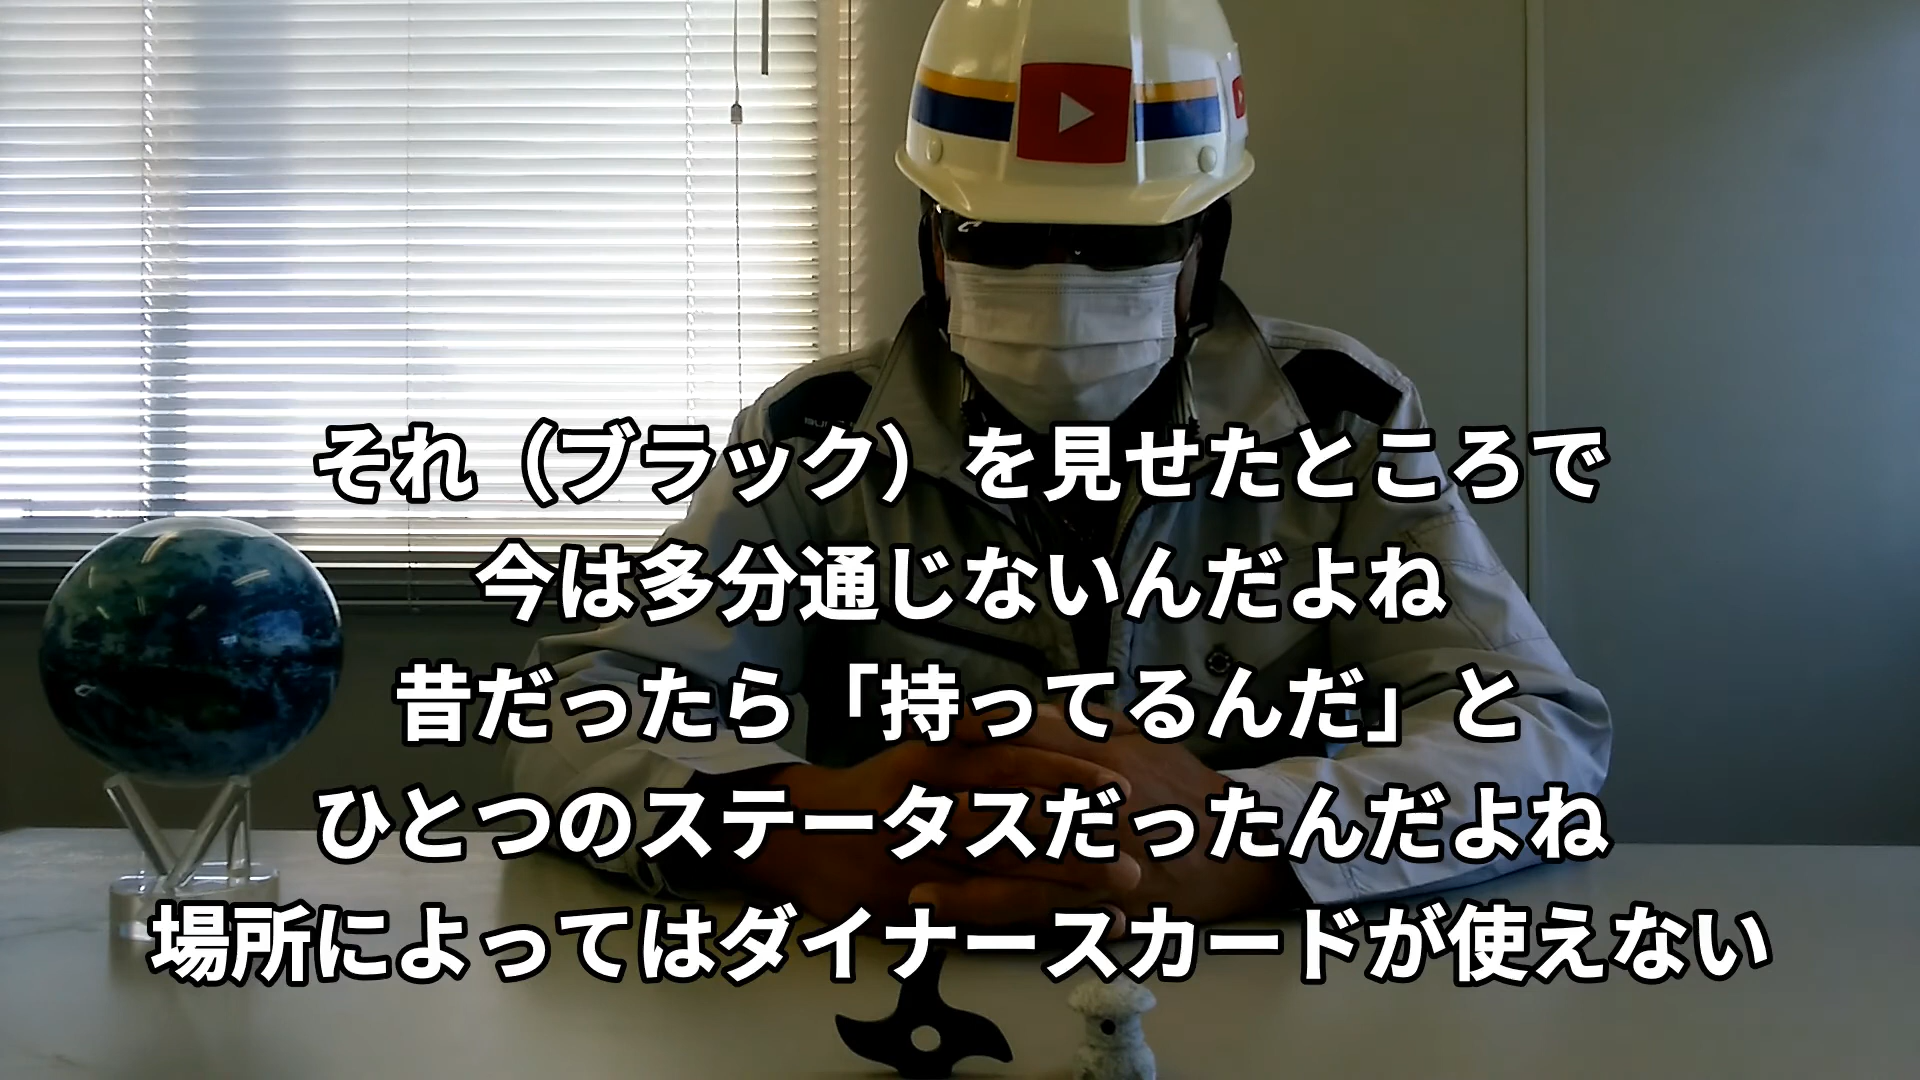 それ（ブラック）を見せたところで
今は多分通じないんだよね
昔だったら「持ってるんだ」と
ひとつのステータスだったんだよね
場所によってはダイナースカードが使えない